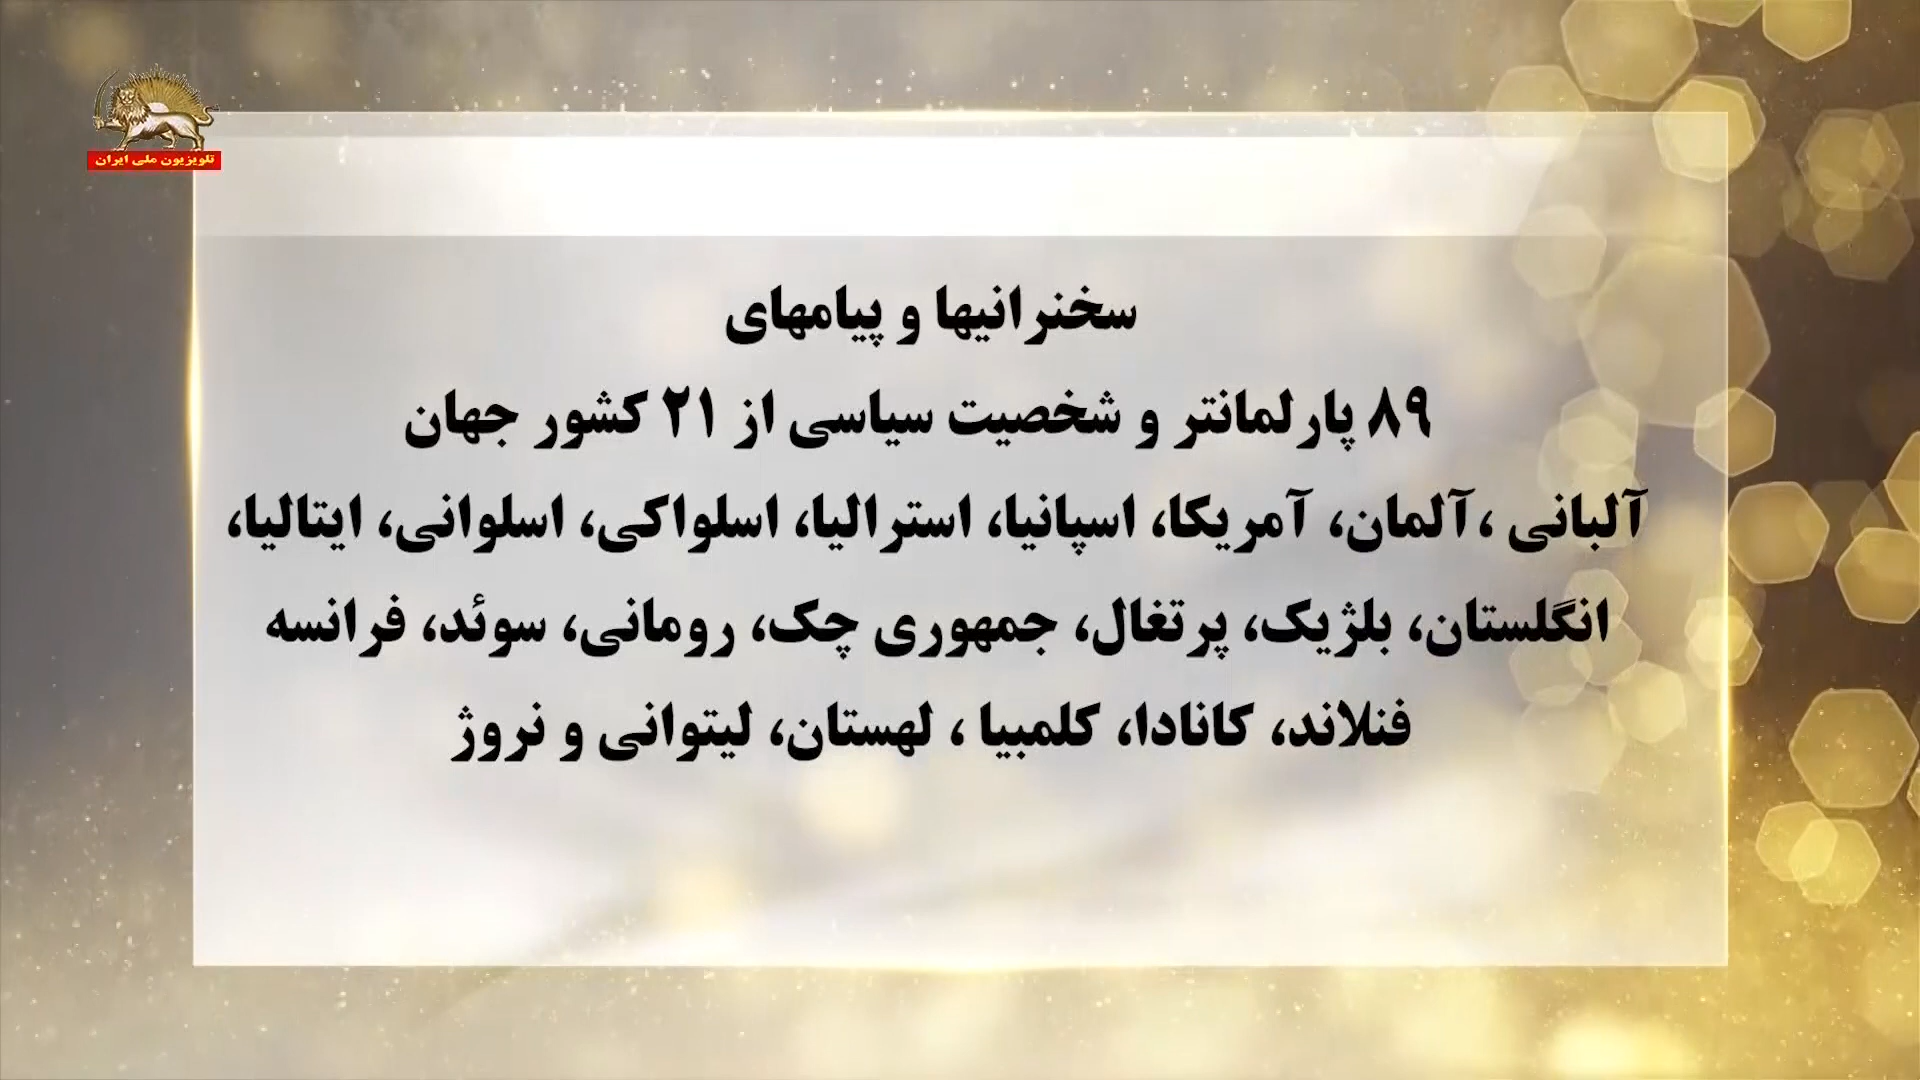 تلویزیون ملی ایران
سخنرانیها و پیامهای
۸۹ پارلمانتر و شخصیت سیاسی از ۲۱ کشور جهان
آلبانی ،آلمان، آمریکا، اسپانیا، استرالیا، اسلواکی، اسلوانی، ایتالیا،
انگلستان، بلژیک، پرتغال، جمهوری چک، رومانی، سوئد، فرانسه
فنلاند، کانادا، کلمبیا ، لهستان، لیتوانی و نروژ